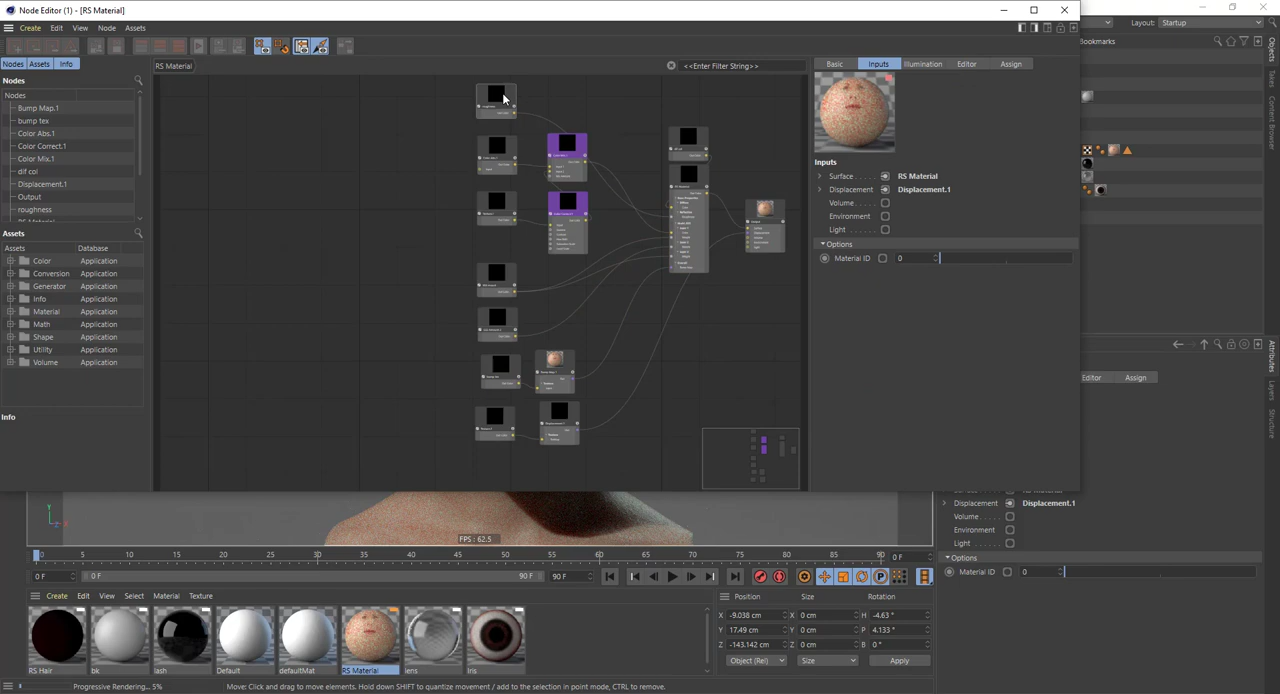 Node Editor (1) - [RS Material]
Create Edit View Node Assets
Layout: Startup
Bookmarks
Nodes Assets Info
RS Material
<<Enter Filter String>>
Basic Inputs Illumination Editor Assign
Nodes
Nodes
Bump Map.1
bump tex
Color Abs.1
Color Correct.1
Color Mix.1
dif col
Displacement.1
Output
roughness
RS Material
Assets
Assets Database
Color Application
Conversion Application
Generator Application
Info Application
Material Application
Math Application
Shape Application
Utility Application
Volume Application
Info
Inputs
Surface RS Material
Displacement Displacement.1
Volume
Environment
Light
Options
Material ID 0
Objects
Takes
Content Browser
Attributes
Layers
Structure
Editor Assign
Displacement Displacement.1
Volume
Environment
Light
Options
Material ID 0
Y
X
Z
FPS : 62.5
0 5 10 15 20 25 30 35 40 45 50 55 60 65 70 75 80 85 90 0 F
0 F 0 F 90 F 90 F
Create Edit View Select Material Texture
RS Hair bk lash Default defaultMat RS Material lens Iris
Position Size Rotation
X -9.038 cm X 0 cm H -4.63 °
Y 17.49 cm Y 0 cm P 4.133 °
Z -143.142 cm Z 0 cm B 0 °
Object (Rel) Size Apply
Progressive Rendering... 5% Move: Click and drag to move elements. Hold down SHIFT to quantize movement / add to the selection in point mode, CTRL to remove.